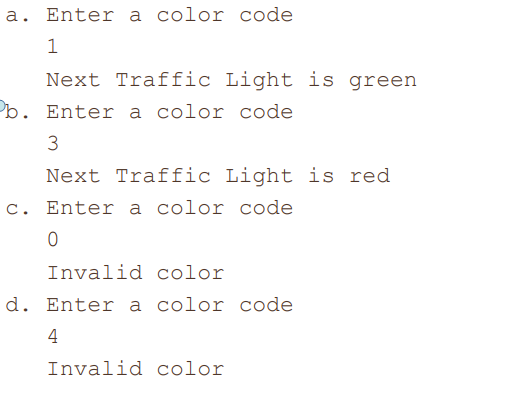 a. Enter a color code
1
Next Traffic Light is green
b. Enter a color code
3
Next Traffic Light is red
c. Enter a color code
0
Invalid color
d. Enter a color code
4
Invalid color